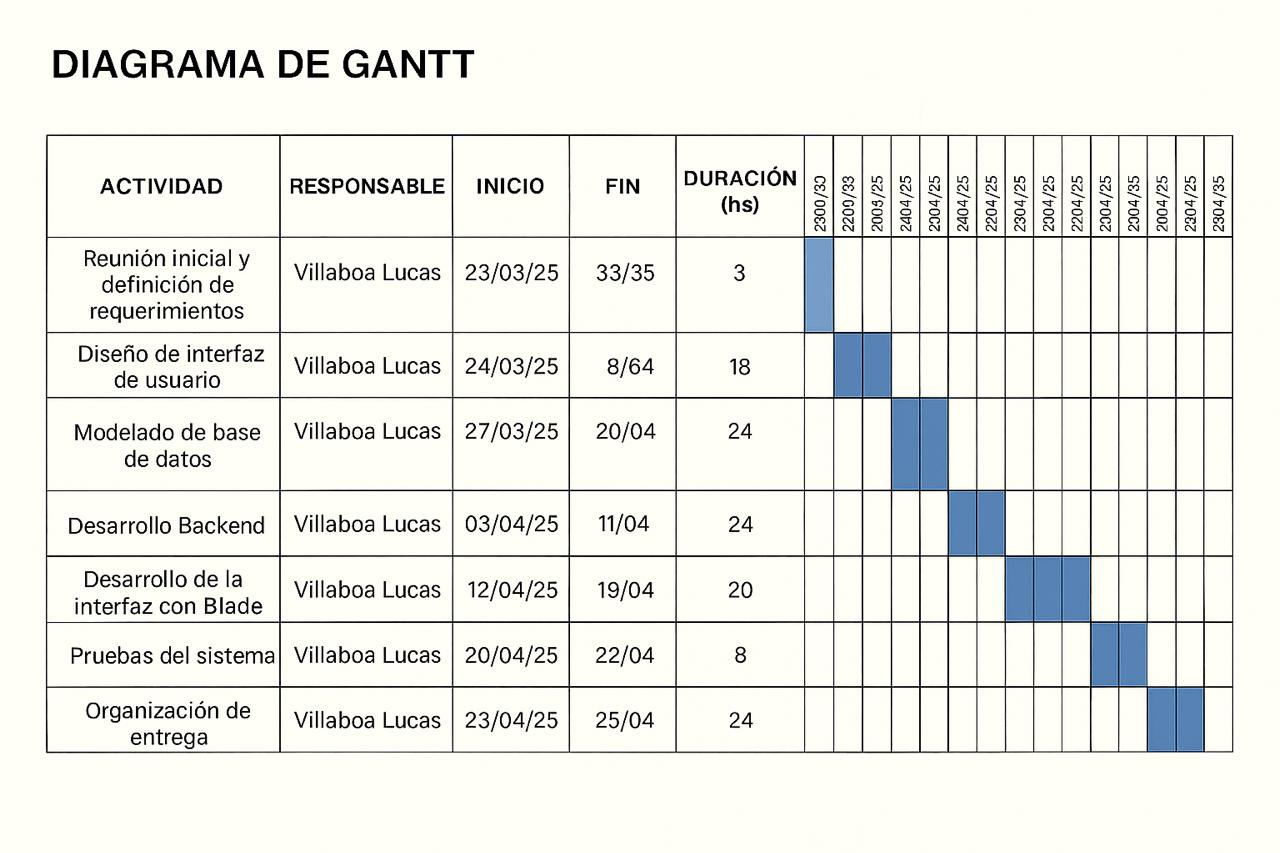 DIAGRAMA DE GANTT
ACTIVIDAD RESPONSABLE INICIO FIN DURACIÓN (hs) 2300/30 2200/33 2003/25 2404/25 2304/25 2404/25 2204/25 2304/25 2304/25 2204/25 2304/25 2304/35 2004/25 2304/25 2304/35
Reunión inicial y
definición de
requerimientos
Villaboa Lucas 23/03/25 33/35 3
Diseño de interfaz
de usuario
Villaboa Lucas 24/03/25 8/64 18
Modelado de base
de datos
Villaboa Lucas 27/03/25 20/04 24
Desarrollo Backend Villaboa Lucas 03/04/25 11/04 24
Desarrollo de la
interfaz con Blade
Villaboa Lucas 12/04/25 19/04 20
Pruebas del sistema Villaboa Lucas 20/04/25 22/04 8
Organización de
entrega
Villaboa Lucas 23/04/25 25/04 24